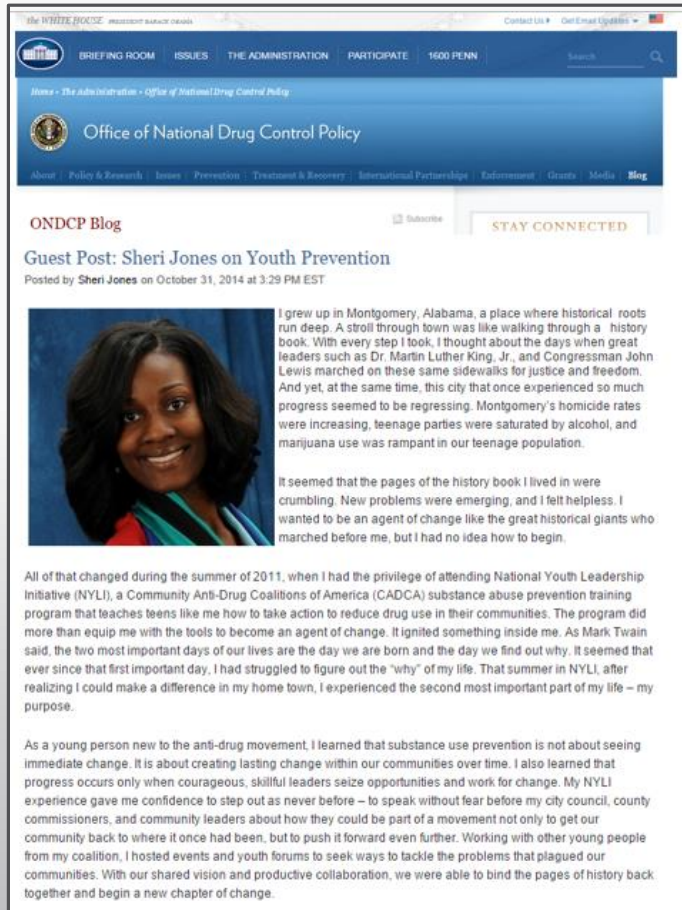 the WHITE HOUSE PRESIDENT BARACK OBAMA
Contact Us
Get Email Updates
BRIEFING ROOM
ISSUES
THE ADMINISTRATION
PARTICIPATE
1600 PENN
Search
Home • The Administration • Office of National Drug Control Policy
Office of National Drug Control Policy
About | Policy & Research | Issues | Prevention | Treatment & Recovery | International Partnerships | Enforcement | Grants | Media | Blog
ONDCP Blog
Subscribe
STAY CONNECTED
Guest Post: Sheri Jones on Youth Prevention
Posted by Sheri Jones on October 31, 2014 at 3:29 PM EST
I grew up in Montgomery, Alabama, a place where historical roots
run deep. A stroll through town was like walking through a history
book. With every step I took, I thought about the days when great
leaders such as Dr. Martin Luther King, Jr., and Congressman John
Lewis marched on these same sidewalks for justice and freedom.
And yet, at the same time, this city that once experienced so much
progress seemed to be regressing. Montgomery's homicide rates
were increasing, teenage parties were saturated by alcohol, and
marijuana use was rampant in our teenage population.
It seemed that the pages of the history book I lived in were
crumbling. New problems were emerging, and I felt helpless. I
wanted to be an agent of change like the great historical giants who
marched before me, but I had no idea how to begin.
All of that changed during the summer of 2011, when I had the privilege of attending National Youth Leadership
Initiative (NYLI), a Community Anti-Drug Coalitions of America (CADCA) substance abuse prevention training
program that teaches teens like me how to take action to reduce drug use in their communities. The program did
more than equip me with the tools to become an agent of change. It ignited something inside me. As Mark Twain
said, the two most important days of our lives are the day we are born and the day we find out why. It seemed that
ever since that first important day, I had struggled to figure out the "why" of my life. That summer in NYLI, after
realizing I could make a difference in my home town, I experienced the second most important part of my life – my
purpose.
As a young person new to the anti-drug movement, I learned that substance use prevention is not about seeing
immediate change. It is about creating lasting change within our communities over time. I also learned that
progress occurs only when courageous, skillful leaders seize opportunities and work for change. My NYLI
experience gave me confidence to step out as never before – to speak without fear before my city council, county
commissioners, and community leaders about how they could be part of a movement not only to get our
community back to where it once had been, but to push it forward even further. Working with other young people
from my coalition, I hosted events and youth forums to seek ways to tackle the problems that plagued our
communities. With our shared vision and productive collaboration, we were able to bind the pages of history back
together and begin a new chapter of change.